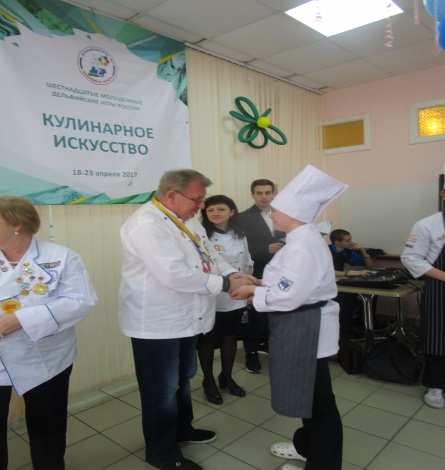 ШЕСТНАДЦАТЫЕ МОЛОДЕЖНЫЕ
ДЕЛЬФИЙСКИЕ ИГРЫ РОССИИ
КУЛИНАРНОЕ
ИСКУССТВО
18-23 апреля 2017